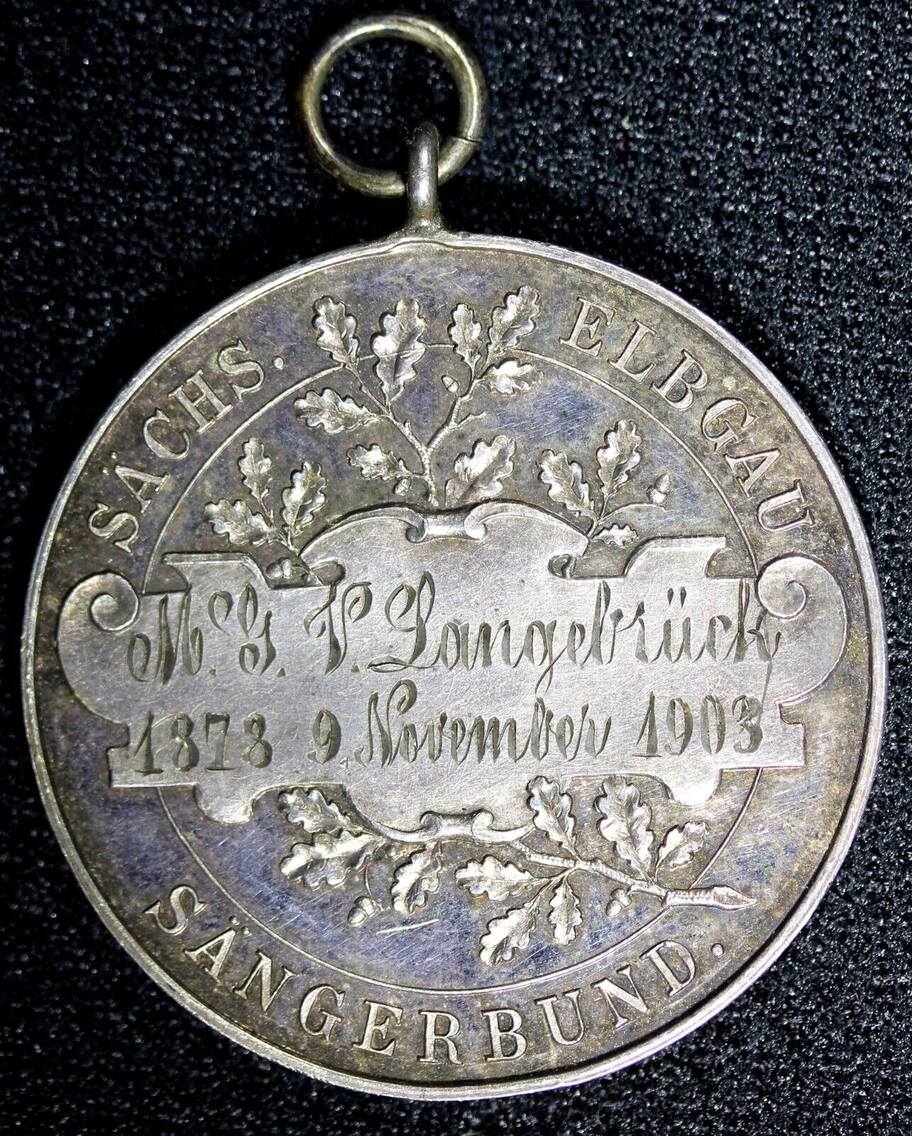 SÄCHS. ELBGAU
M. G. V. Langebrück
1878 9. November 1903
SÄNGERBUND.